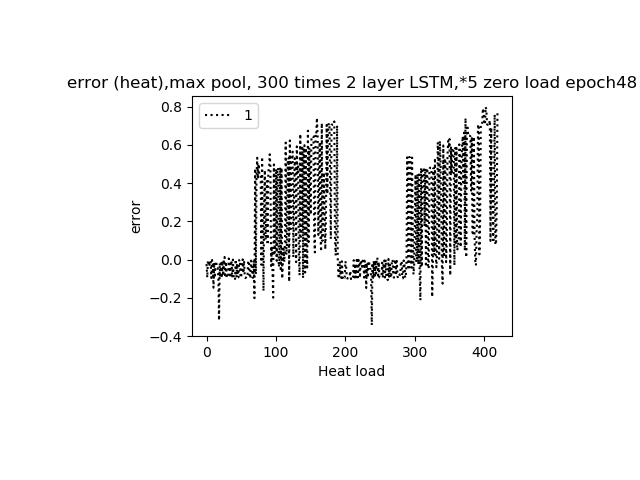 error (heat),max pool, 300 times 2 layer LSTM,*5 zero load epoch48
1
0.8
0.6
0.4
0.2
0.0
−0.2
−0.4
error
0 100 200 300 400
Heat load